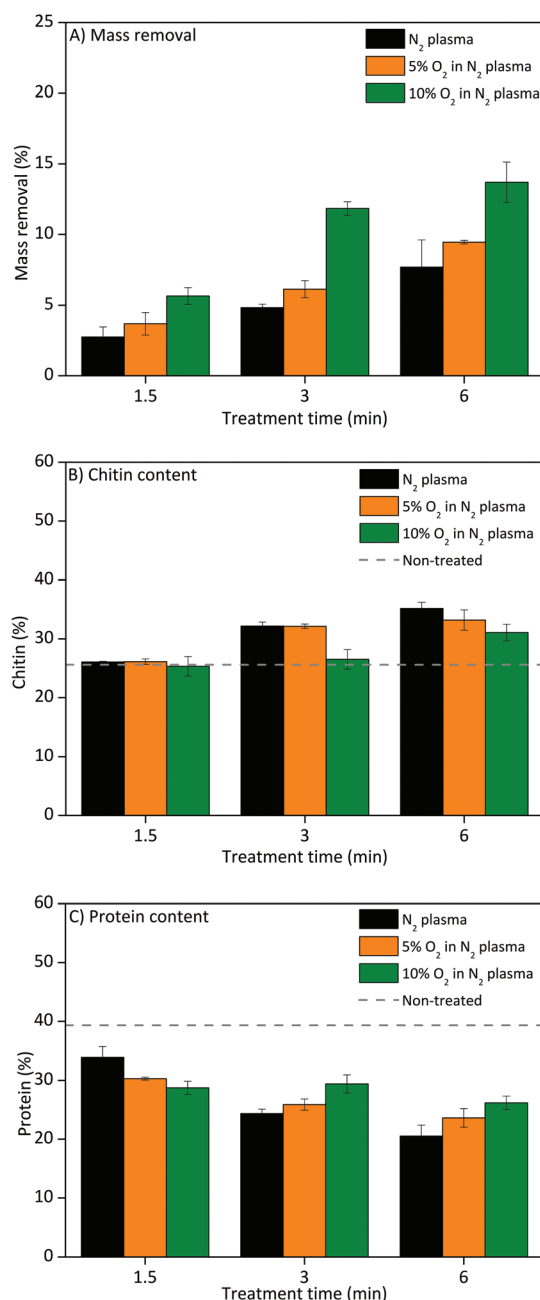 A) Mass removal
N₂ plasma
5% O₂ in N₂ plasma
10% O₂ in N₂ plasma
25
20
15
10
5
0
Mass removal (%)
1.5 3 6
Treatment time (min)
B) Chitin content
N₂ plasma
5% O₂ in N₂ plasma
10% O₂ in N₂ plasma
Non-treated
60
50
40
30
20
10
0
Chitin (%)
1.5 3 6
Treatment time (min)
C) Protein content
N₂ plasma
5% O₂ in N₂ plasma
10% O₂ in N₂ plasma
Non-treated
60
50
40
30
20
10
0
Protein (%)
1.5 3 6
Treatment time (min)